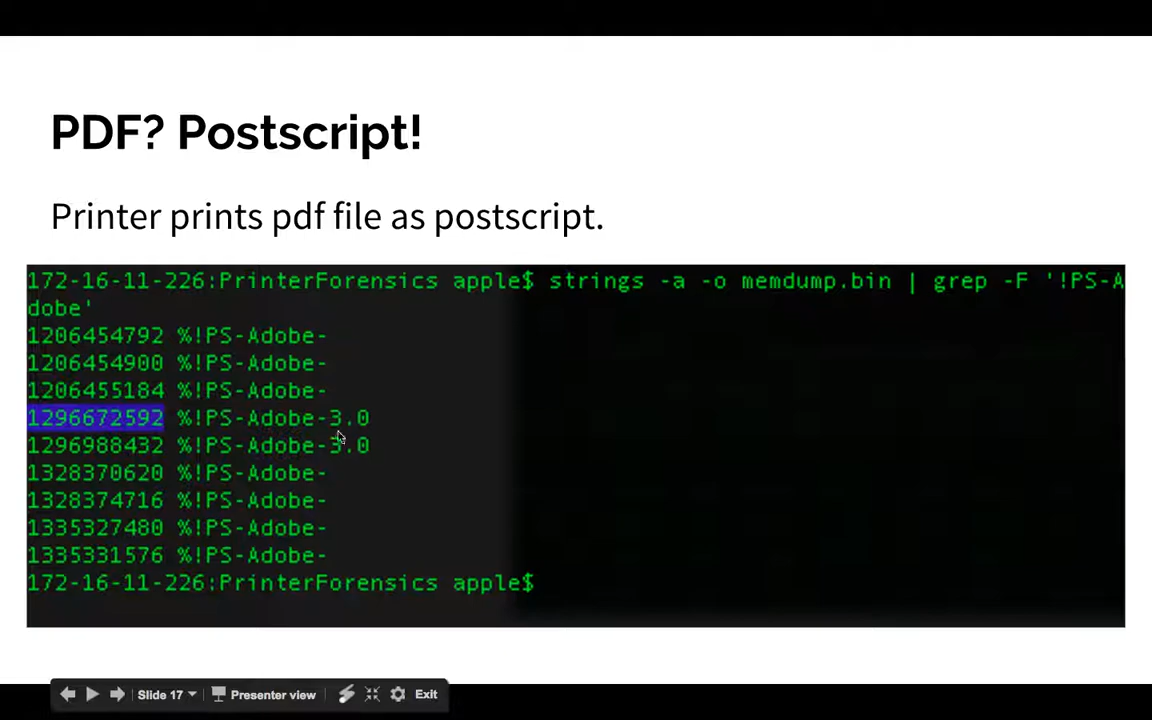 PDF? Postscript!
Printer prints pdf file as postscript.
172-16-11-226:PrinterForensics apple$ strings -a -o memdump.bin | grep -F '!PS-A
dobe'
1206454792 %!PS-Adobe-
1206454900 %!PS-Adobe-
1206455184 %!PS-Adobe-
1296672592 %!PS-Adobe-3.0
1296988432 %!PS-Adobe-3.0
1328370620 %!PS-Adobe-
1328374716 %!PS-Adobe-
1335327480 %!PS-Adobe-
1335331576 %!PS-Adobe-
172-16-11-226:PrinterForensics apple$
Slide 17 Presenter view Exit